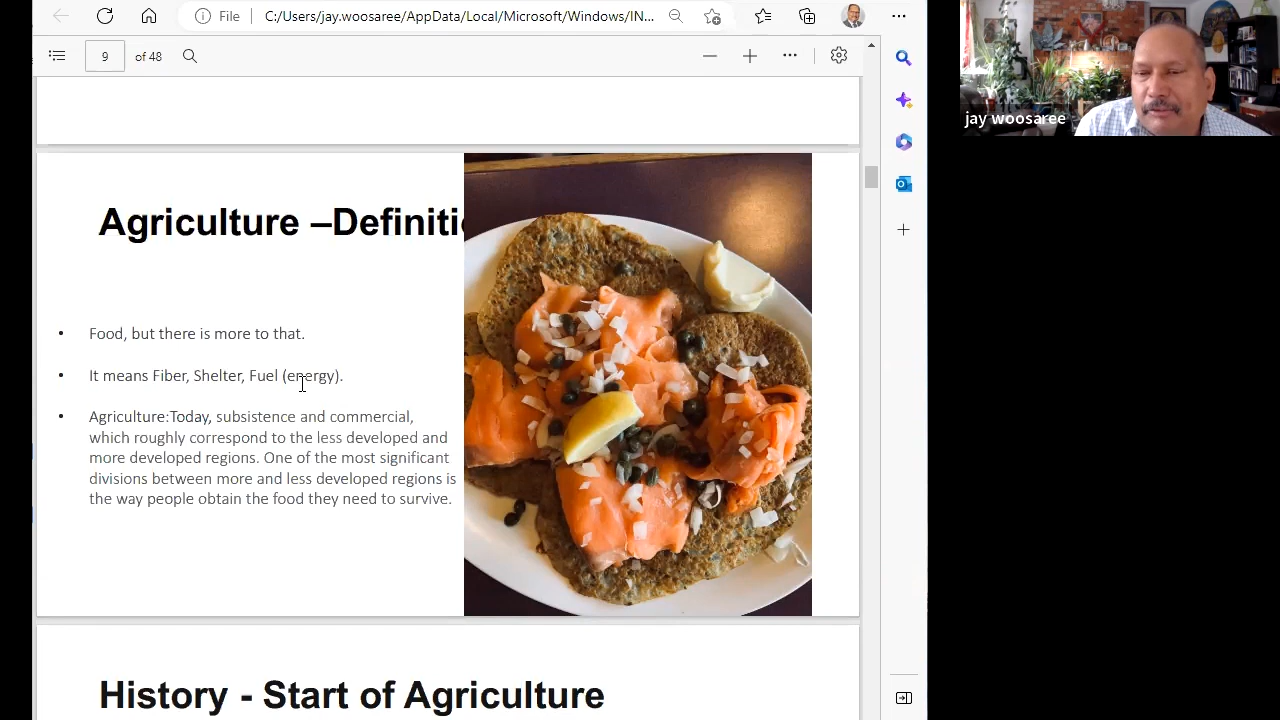 File
C:/Users/jay.woosaree/AppData/Local/Microsoft/Windows/IN...
9 of 48
jay woosaree
Agriculture –Definiti
• Food, but there is more to that.
• It means Fiber, Shelter, Fuel (energy).
• Agriculture:Today, subsistence and commercial,
which roughly correspond to the less developed and
more developed regions. One of the most significant
divisions between more and less developed regions is
the way people obtain the food they need to survive.
History - Start of Agriculture